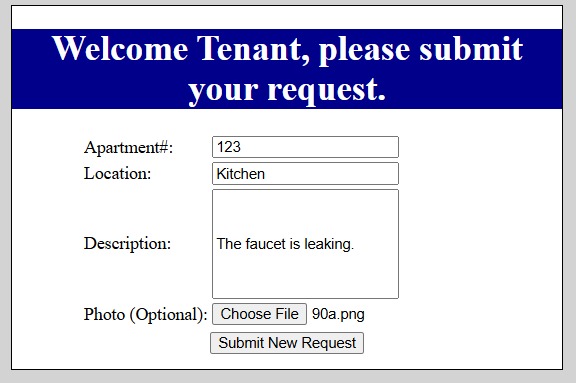 Welcome Tenant, please submit
your request.
Apartment#: 123
Location: Kitchen
Description: The faucet is leaking.
Photo (Optional): Choose File 90a.png
Submit New Request